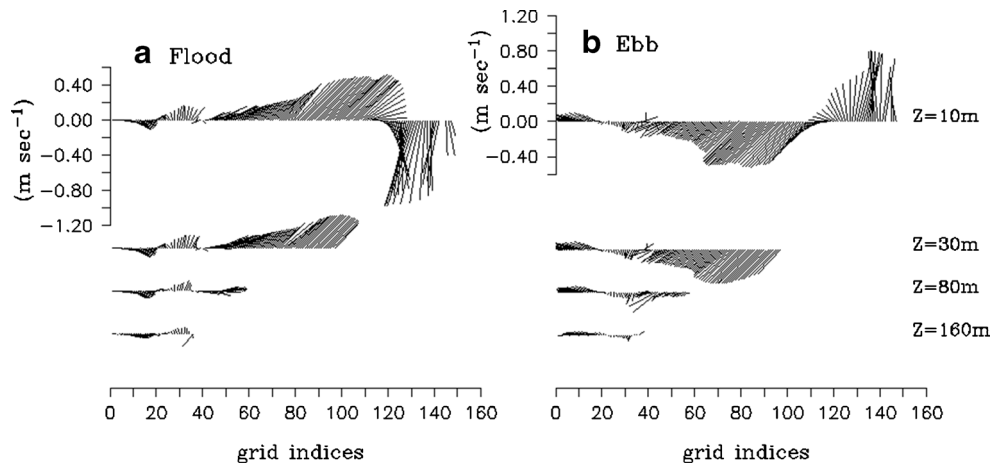 a Flood
(m sec−1)
0.40
0.00
−0.40
−0.80
−1.20
0 20 40 60 80 100 120 140 160
grid indices
b Ebb
(m sec−1)
1.20
0.80
0.40
0.00
−0.40
Z=10m
Z=30m
Z=80m
Z=160m
0 20 40 60 80 100 120 140 160
grid indices